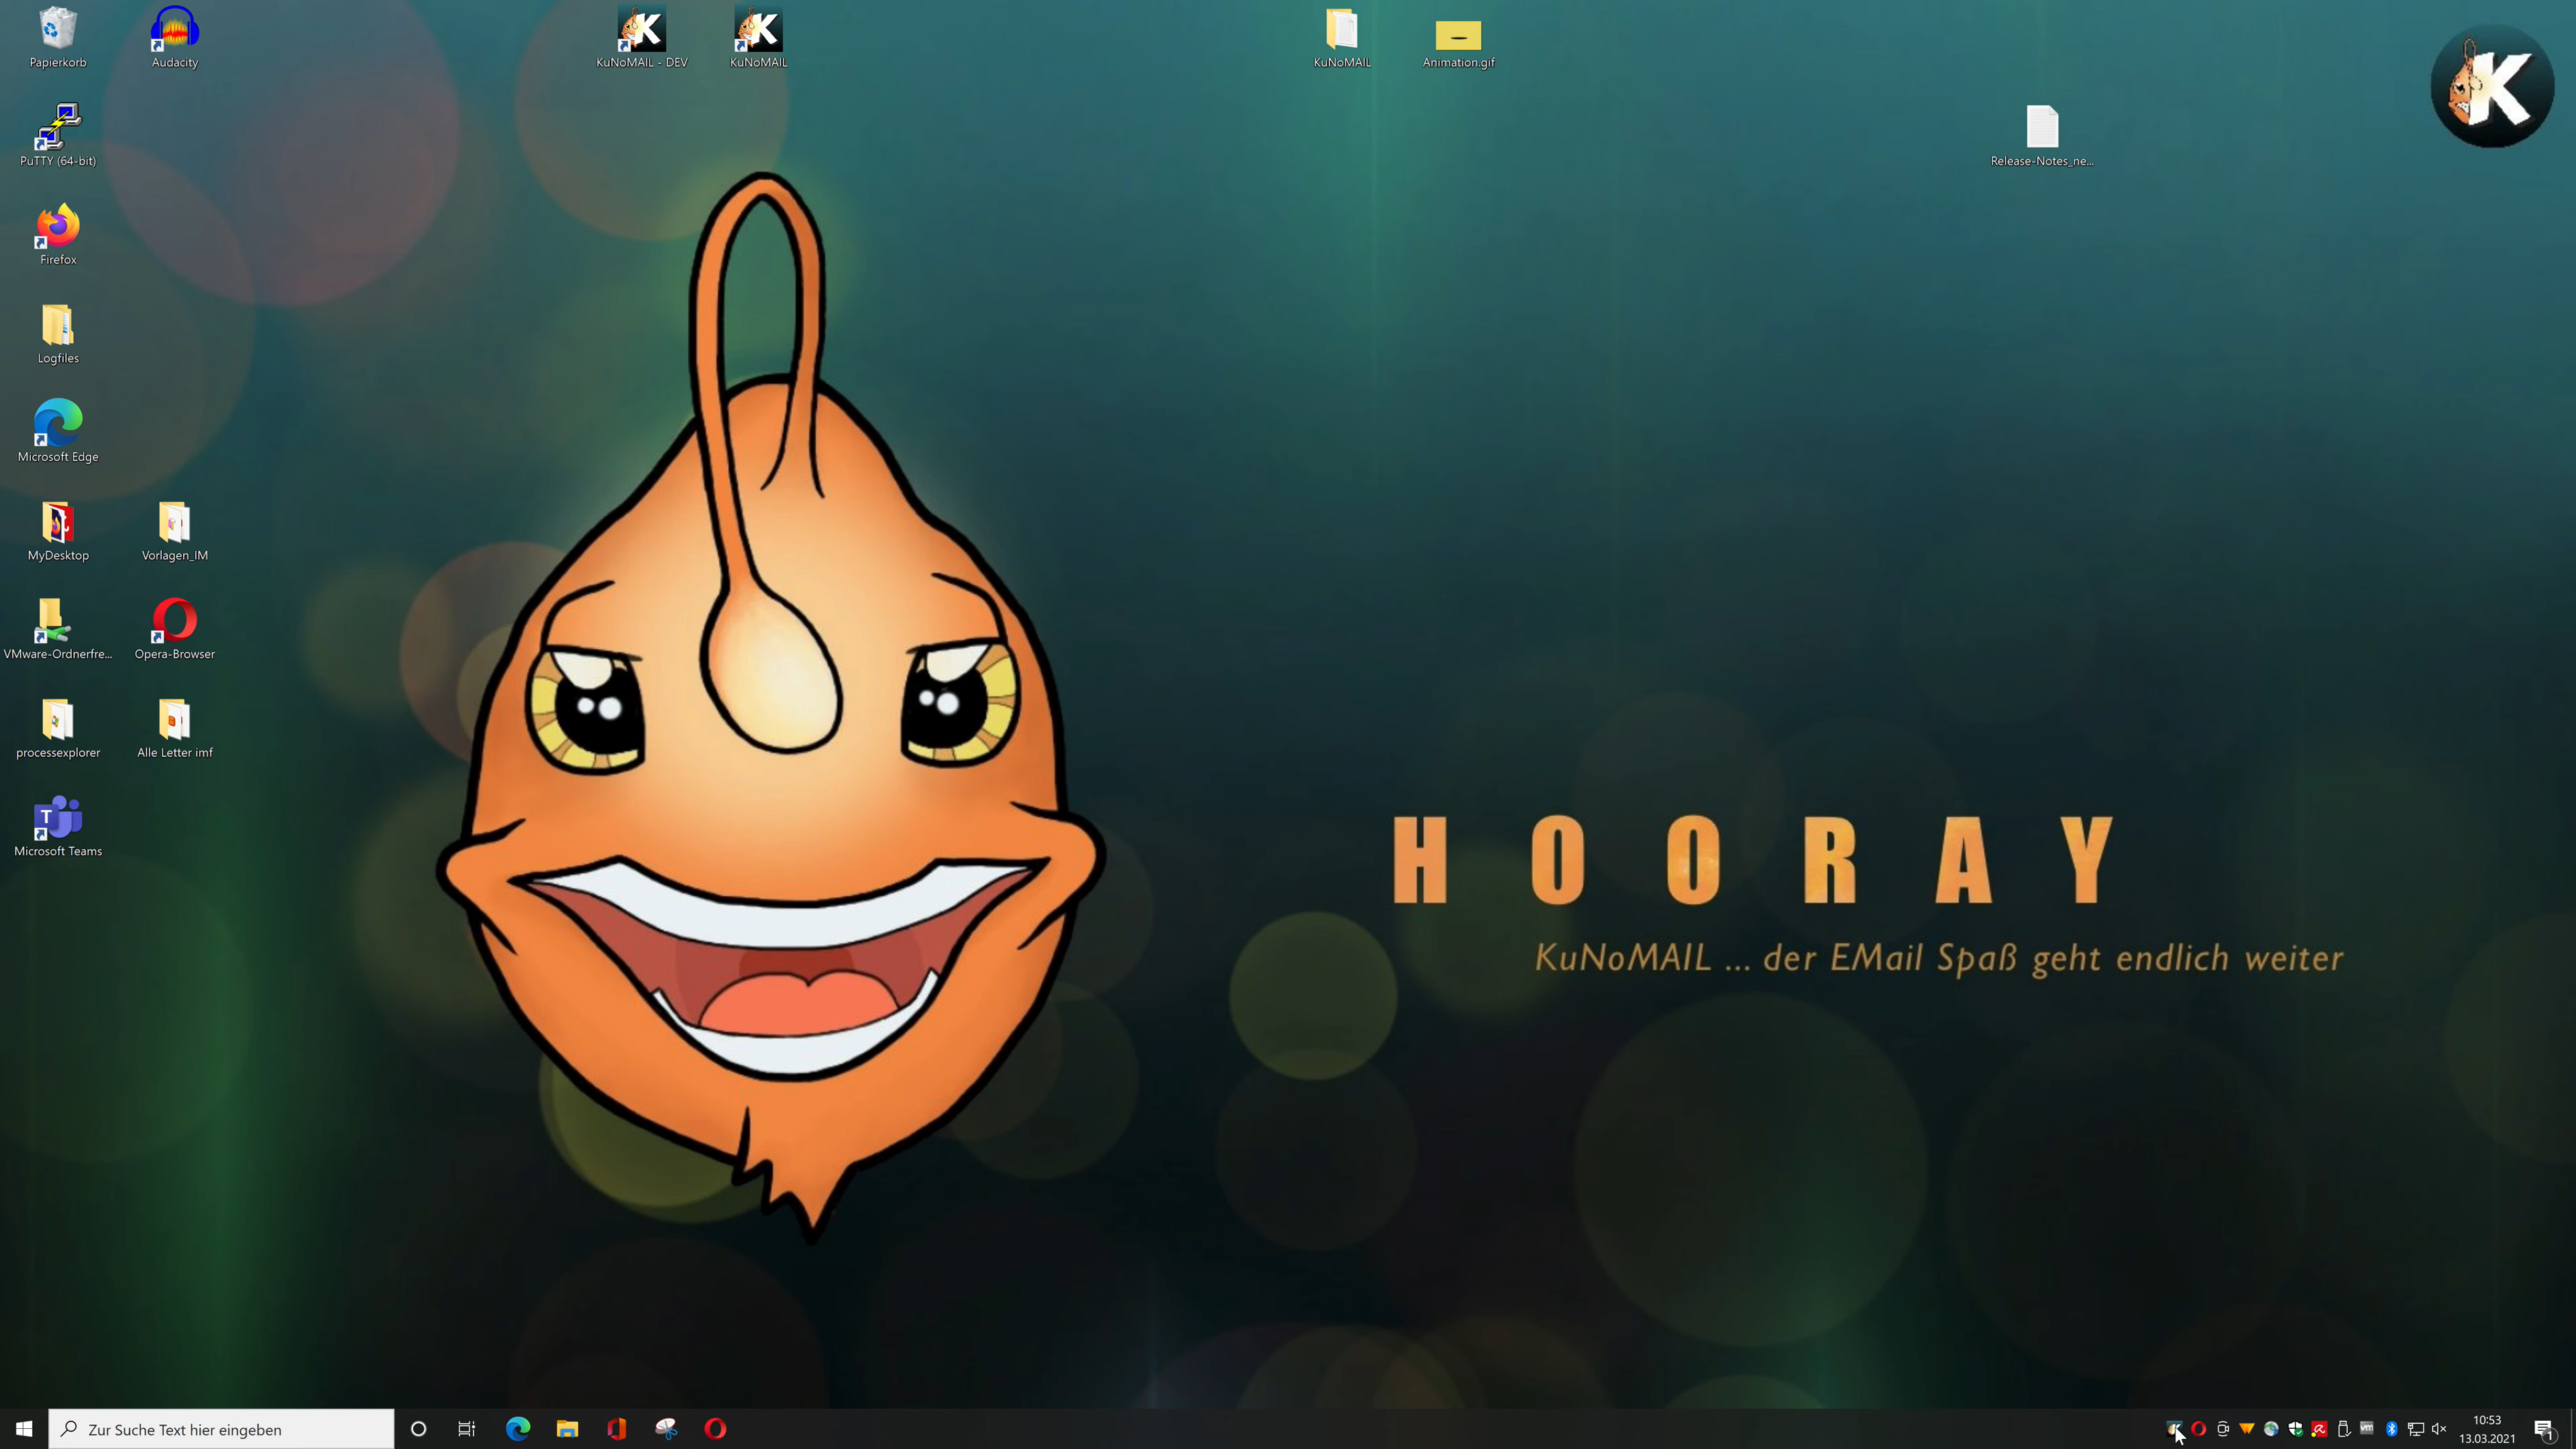 Papierkorb
Audacity
KuNoMAIL - DEV
KuNoMAIL
KuNoMAIL
Animation.gif
K
PuTTY (64-bit)
Release-Notes_ne...
Firefox
Logfiles
Microsoft Edge
MyDesktop
Vorlagen_IM
VMware-Ordnerfre...
Opera-Browser
processexplorer
Alle Letter imf
Microsoft Teams
HOORAY
KuNoMAIL ... der EMail Spaß geht endlich weiter
Zur Suche Text hier eingeben
10:53
13.03.2021